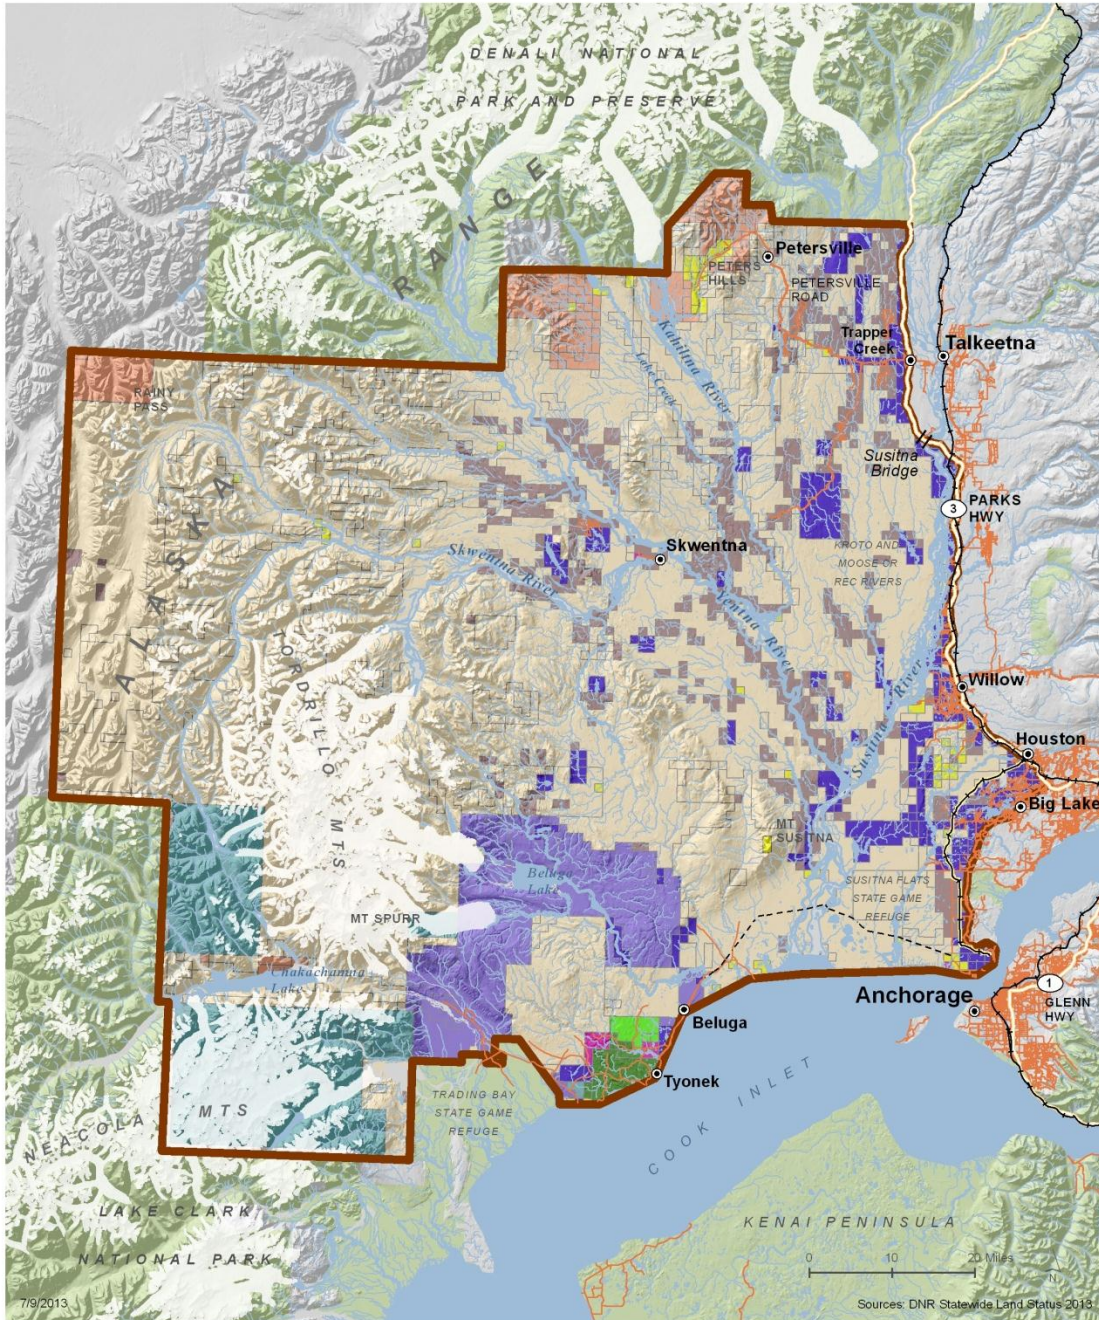 DENALI NATIONAL
PARK AND PRESERVE
ALASKA RANGE
Petersville
PETERS
HILLS
PETERSVILLE
ROAD
Kahiltna River
Lake Creek
Trapper
Creek
Talkeetna
RAINY
PASS
Susitna
Bridge
3
PARKS
HWY
Skwentna
Skwentna River
KROTO AND
MOOSE CR
REC RIVERS
Yentna River
TORDRILLO MTS
Susitna River
Willow
Houston
Big Lake
MT
SUSITNA
Beluga
Lake
SUSITNA FLATS
STATE GAME
REFUGE
MT SPURR
Chakachamna
Lake
Anchorage
1
GLENN
HWY
Beluga
Tyonek
TRADING BAY
STATE GAME
REFUGE
COOK INLET
NEACOLA MTS
LAKE CLARK
NATIONAL PARK
KENAI PENINSULA
0 10 20 Miles
N
7/9/2013
Sources: DNR Statewide Land Status 2013